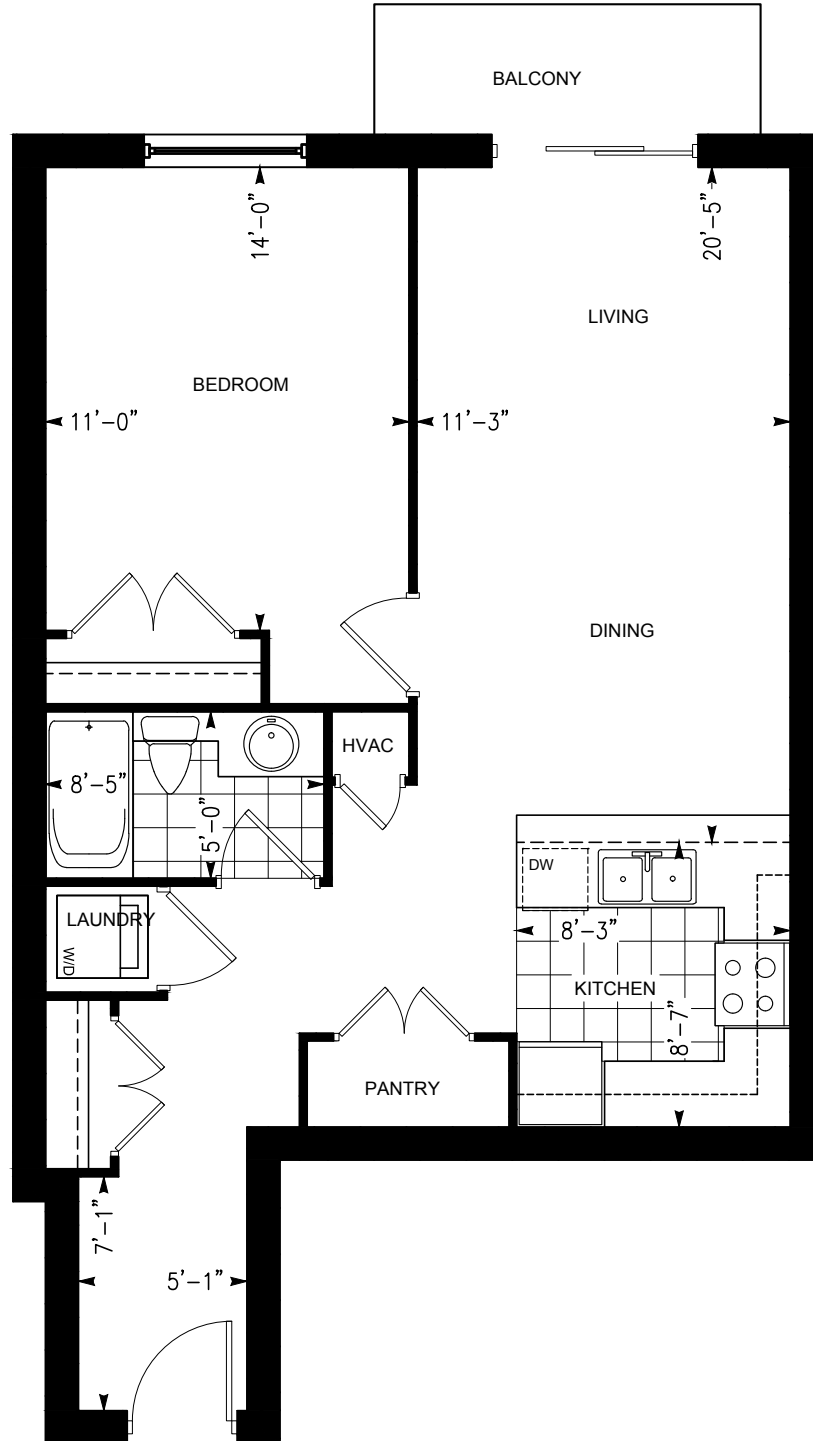 BALCONY
14'-0"
20'-5"
LIVING
BEDROOM
11'-0"
11'-3"
DINING
HVAC
8'-5"
5'-0"
DW
LAUNDRY
W/D
8'-3"
KITCHEN
8'-7"
PANTRY
7'-1"
5'-1"